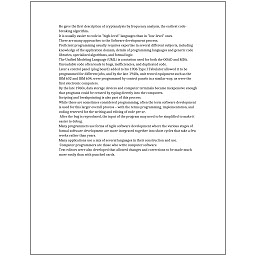 He gave the first description of cryptanalysis by frequency analysis, the earliest code-
breaking algorithm.
It is usually easier to code in "high-level" languages than in "low-level" ones.
There are many approaches to the Software development process.
Proficient programming usually requires expertise in several different subjects, including
knowledge of the application domain, details of programming languages and generic code
libraries, specialized algorithms, and formal logic.
The Unified Modeling Language (UML) is a notation used for both the OOAD and MDA.
Unreadable code often leads to bugs, inefficiencies, and duplicated code.
Later a control panel (plug board) added to his 1906 Type I Tabulator allowed it to be
programmed for different jobs, and by the late 1940s, unit record equipment such as the
IBM 602 and IBM 604, were programmed by control panels in a similar way, as were the
first electronic computers.
By the late 1960s, data storage devices and computer terminals became inexpensive enough
that programs could be created by typing directly into the computers.
Scripting and breakpointing is also part of this process.
While these are sometimes considered programming, often the term software development
is used for this larger overall process – with the terms programming, implementation, and
coding reserved for the writing and editing of code per se.
After the bug is reproduced, the input of the program may need to be simplified to make it
easier to debug.
Many programmers use forms of Agile software development where the various stages of
formal software development are more integrated together into short cycles that take a few
weeks rather than years.
Many applications use a mix of several languages in their construction and use.
Computer programmers are those who write computer software.
Text editors were also developed that allowed changes and corrections to be made much
more easily than with punched cards.